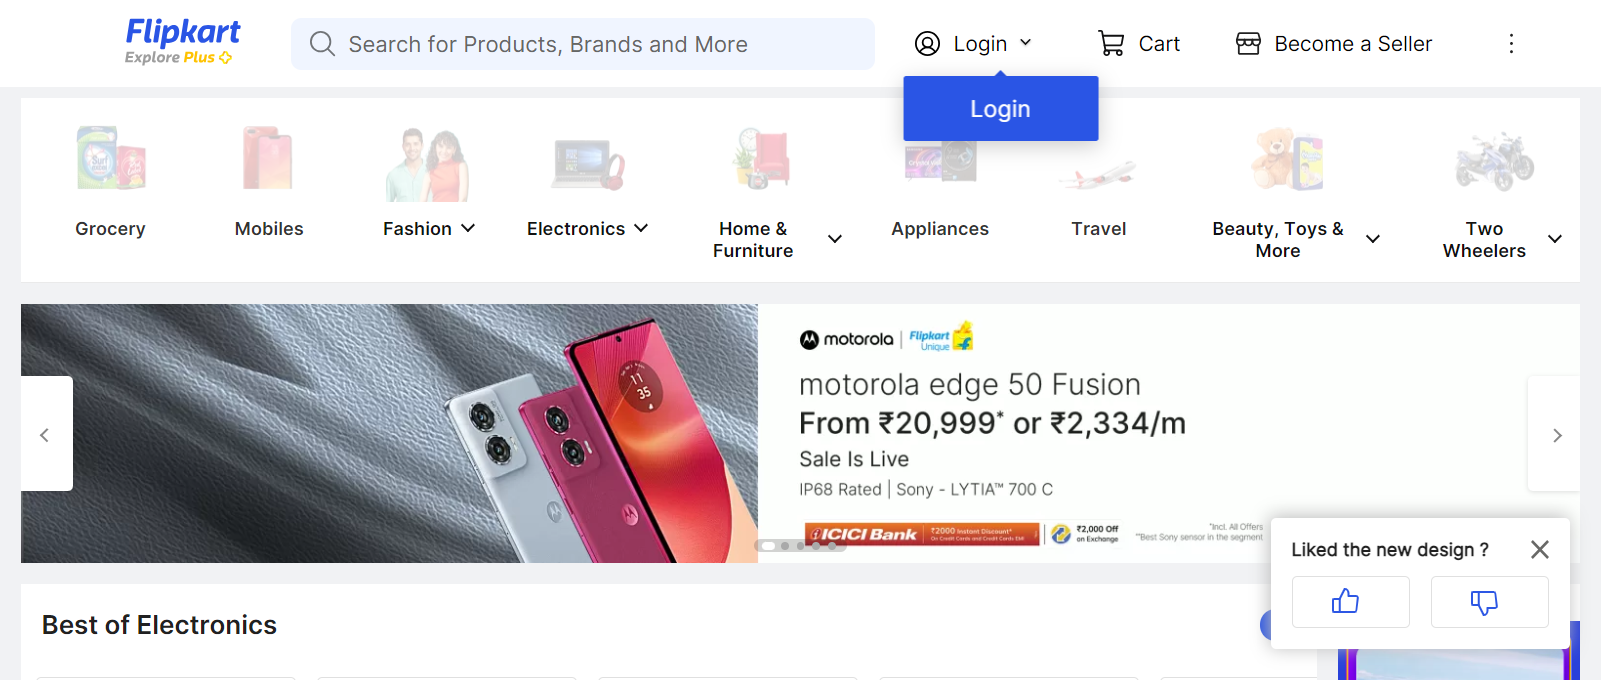 Flipkart
Explore Plus
Search for Products, Brands and More
Login
Cart
Become a Seller
Login
Grocery
Mobiles
Fashion
Electronics
Home &
Furniture
Appliances
Travel
Beauty, Toys &
More
Two
Wheelers
motorola | Flipkart
Unique
motorola edge 50 Fusion
From ₹20,999* or ₹2,334/m
Sale Is Live
IP68 Rated | Sony - LYTIA™ 700 C
ICICI Bank
₹2000 Instant Discount*
On Credit Cards and Credit Cards EMI
₹2,000 Off
on Exchange
*Incl. All Offers
**Best Sony sensor in the segment
11
35
Liked the new design ?
Best of Electronics